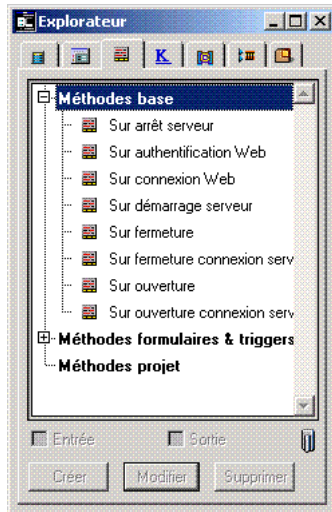 Explorateur
K
Méthodes base
Sur arrêt serveur
Sur authentification Web
Sur connexion Web
Sur démarrage serveur
Sur fermeture
Sur fermeture connexion serv
Sur ouverture
Sur ouverture connexion serv
Méthodes formulaires & triggers
Méthodes projet
Entrée Sortie
Créer Modifier Supprimer